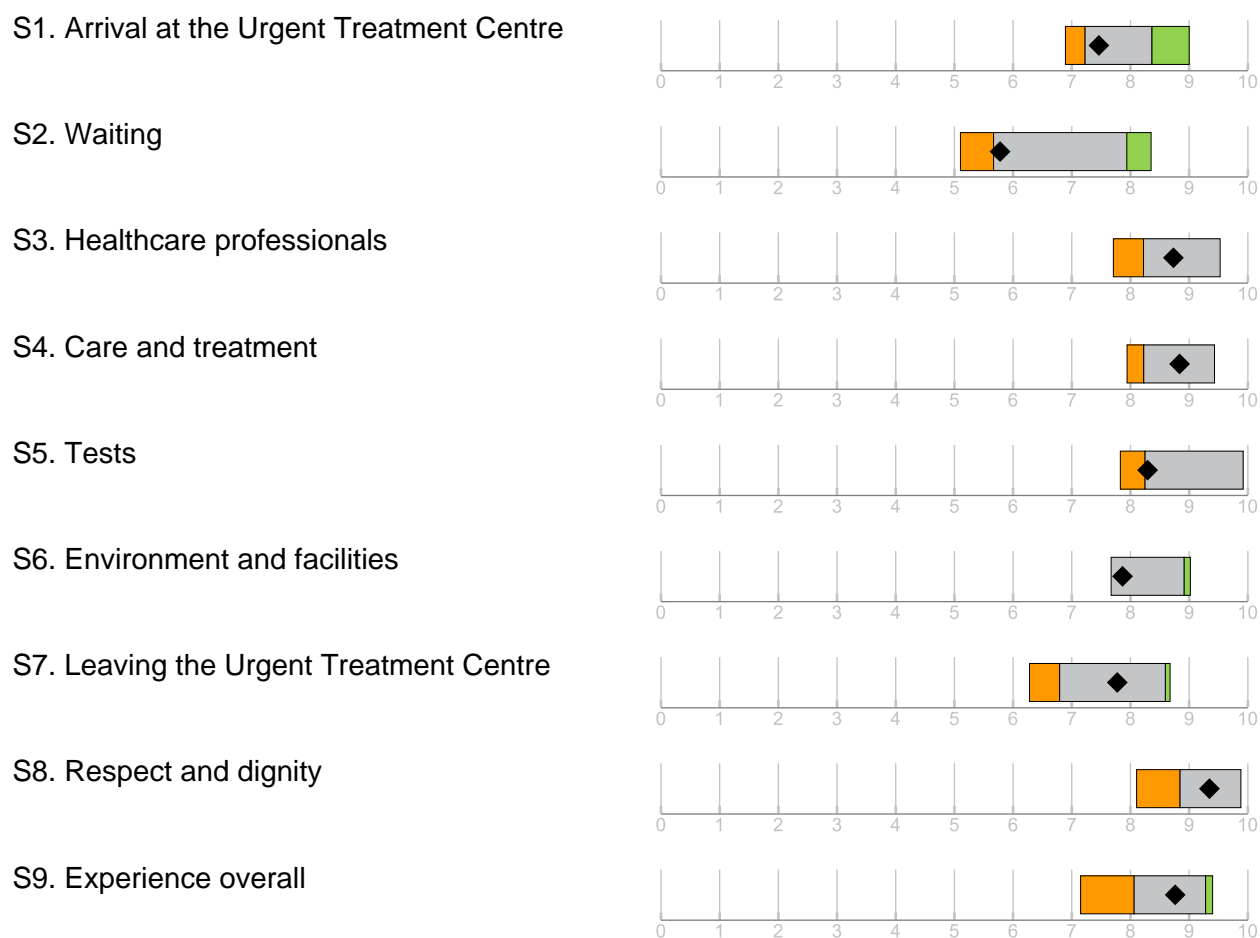 S1. Arrival at the Urgent Treatment Centre
0 1 2 3 4 5 6 7 8 9 10
S2. Waiting
0 1 2 3 4 5 6 7 8 9 10
S3. Healthcare professionals
0 1 2 3 4 5 6 7 8 9 10
S4. Care and treatment
0 1 2 3 4 5 6 7 8 9 10
S5. Tests
0 1 2 3 4 5 6 7 8 9 10
S6. Environment and facilities
0 1 2 3 4 5 6 7 8 9 10
S7. Leaving the Urgent Treatment Centre
0 1 2 3 4 5 6 7 8 9 10
S8. Respect and dignity
0 1 2 3 4 5 6 7 8 9 10
S9. Experience overall
0 1 2 3 4 5 6 7 8 9 10